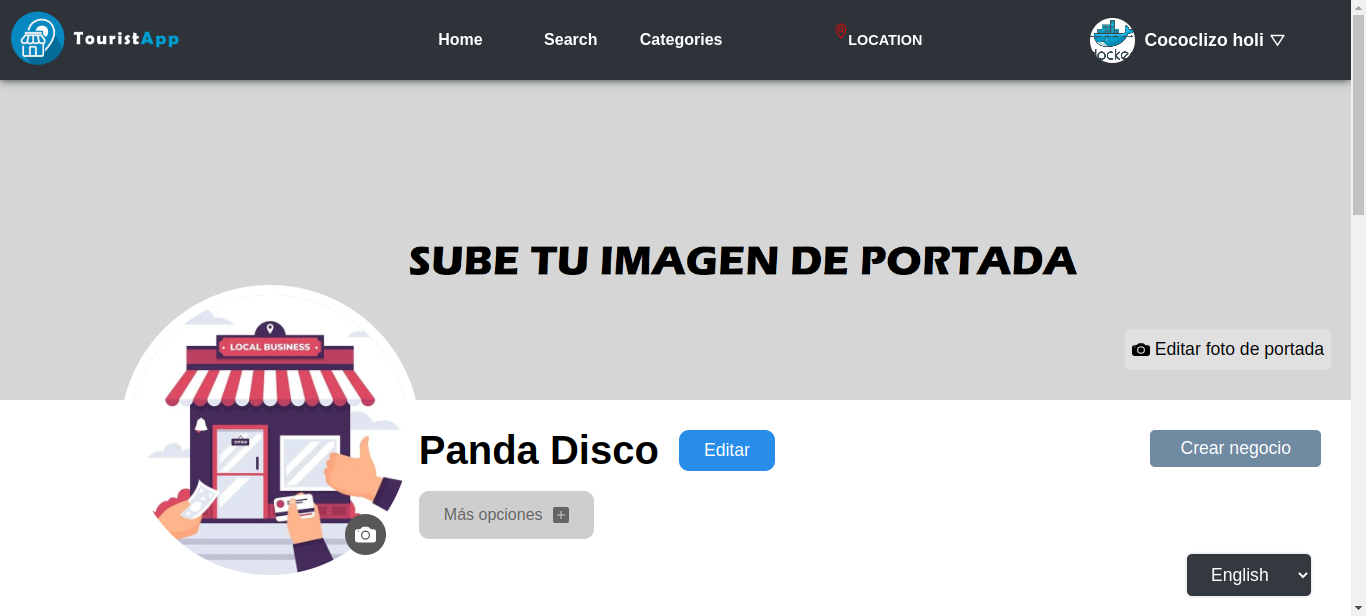 TouristApp
Home
Search
Categories
LOCATION
locke
Cococlizo holi
SUBE TU IMAGEN DE PORTADA
LOCAL BUSINESS
OPEN
Editar foto de portada
Panda Disco
Editar
Crear negocio
Más opciones
English